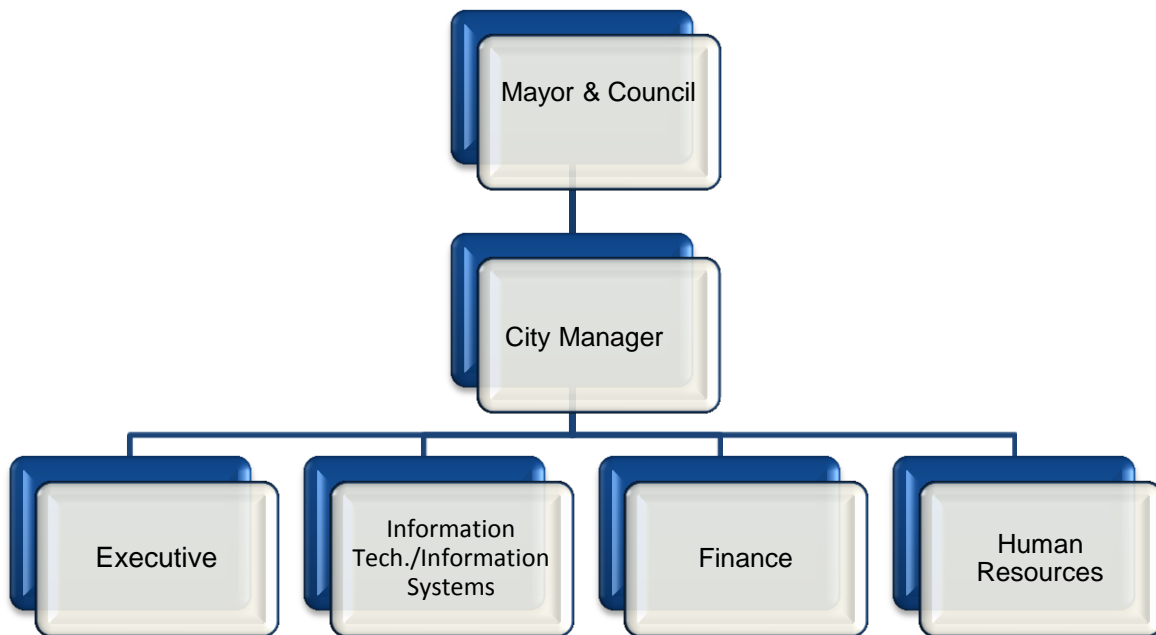 Mayor & Council
City Manager
Executive
Information
Tech./Information
Systems
Finance
Human
Resources